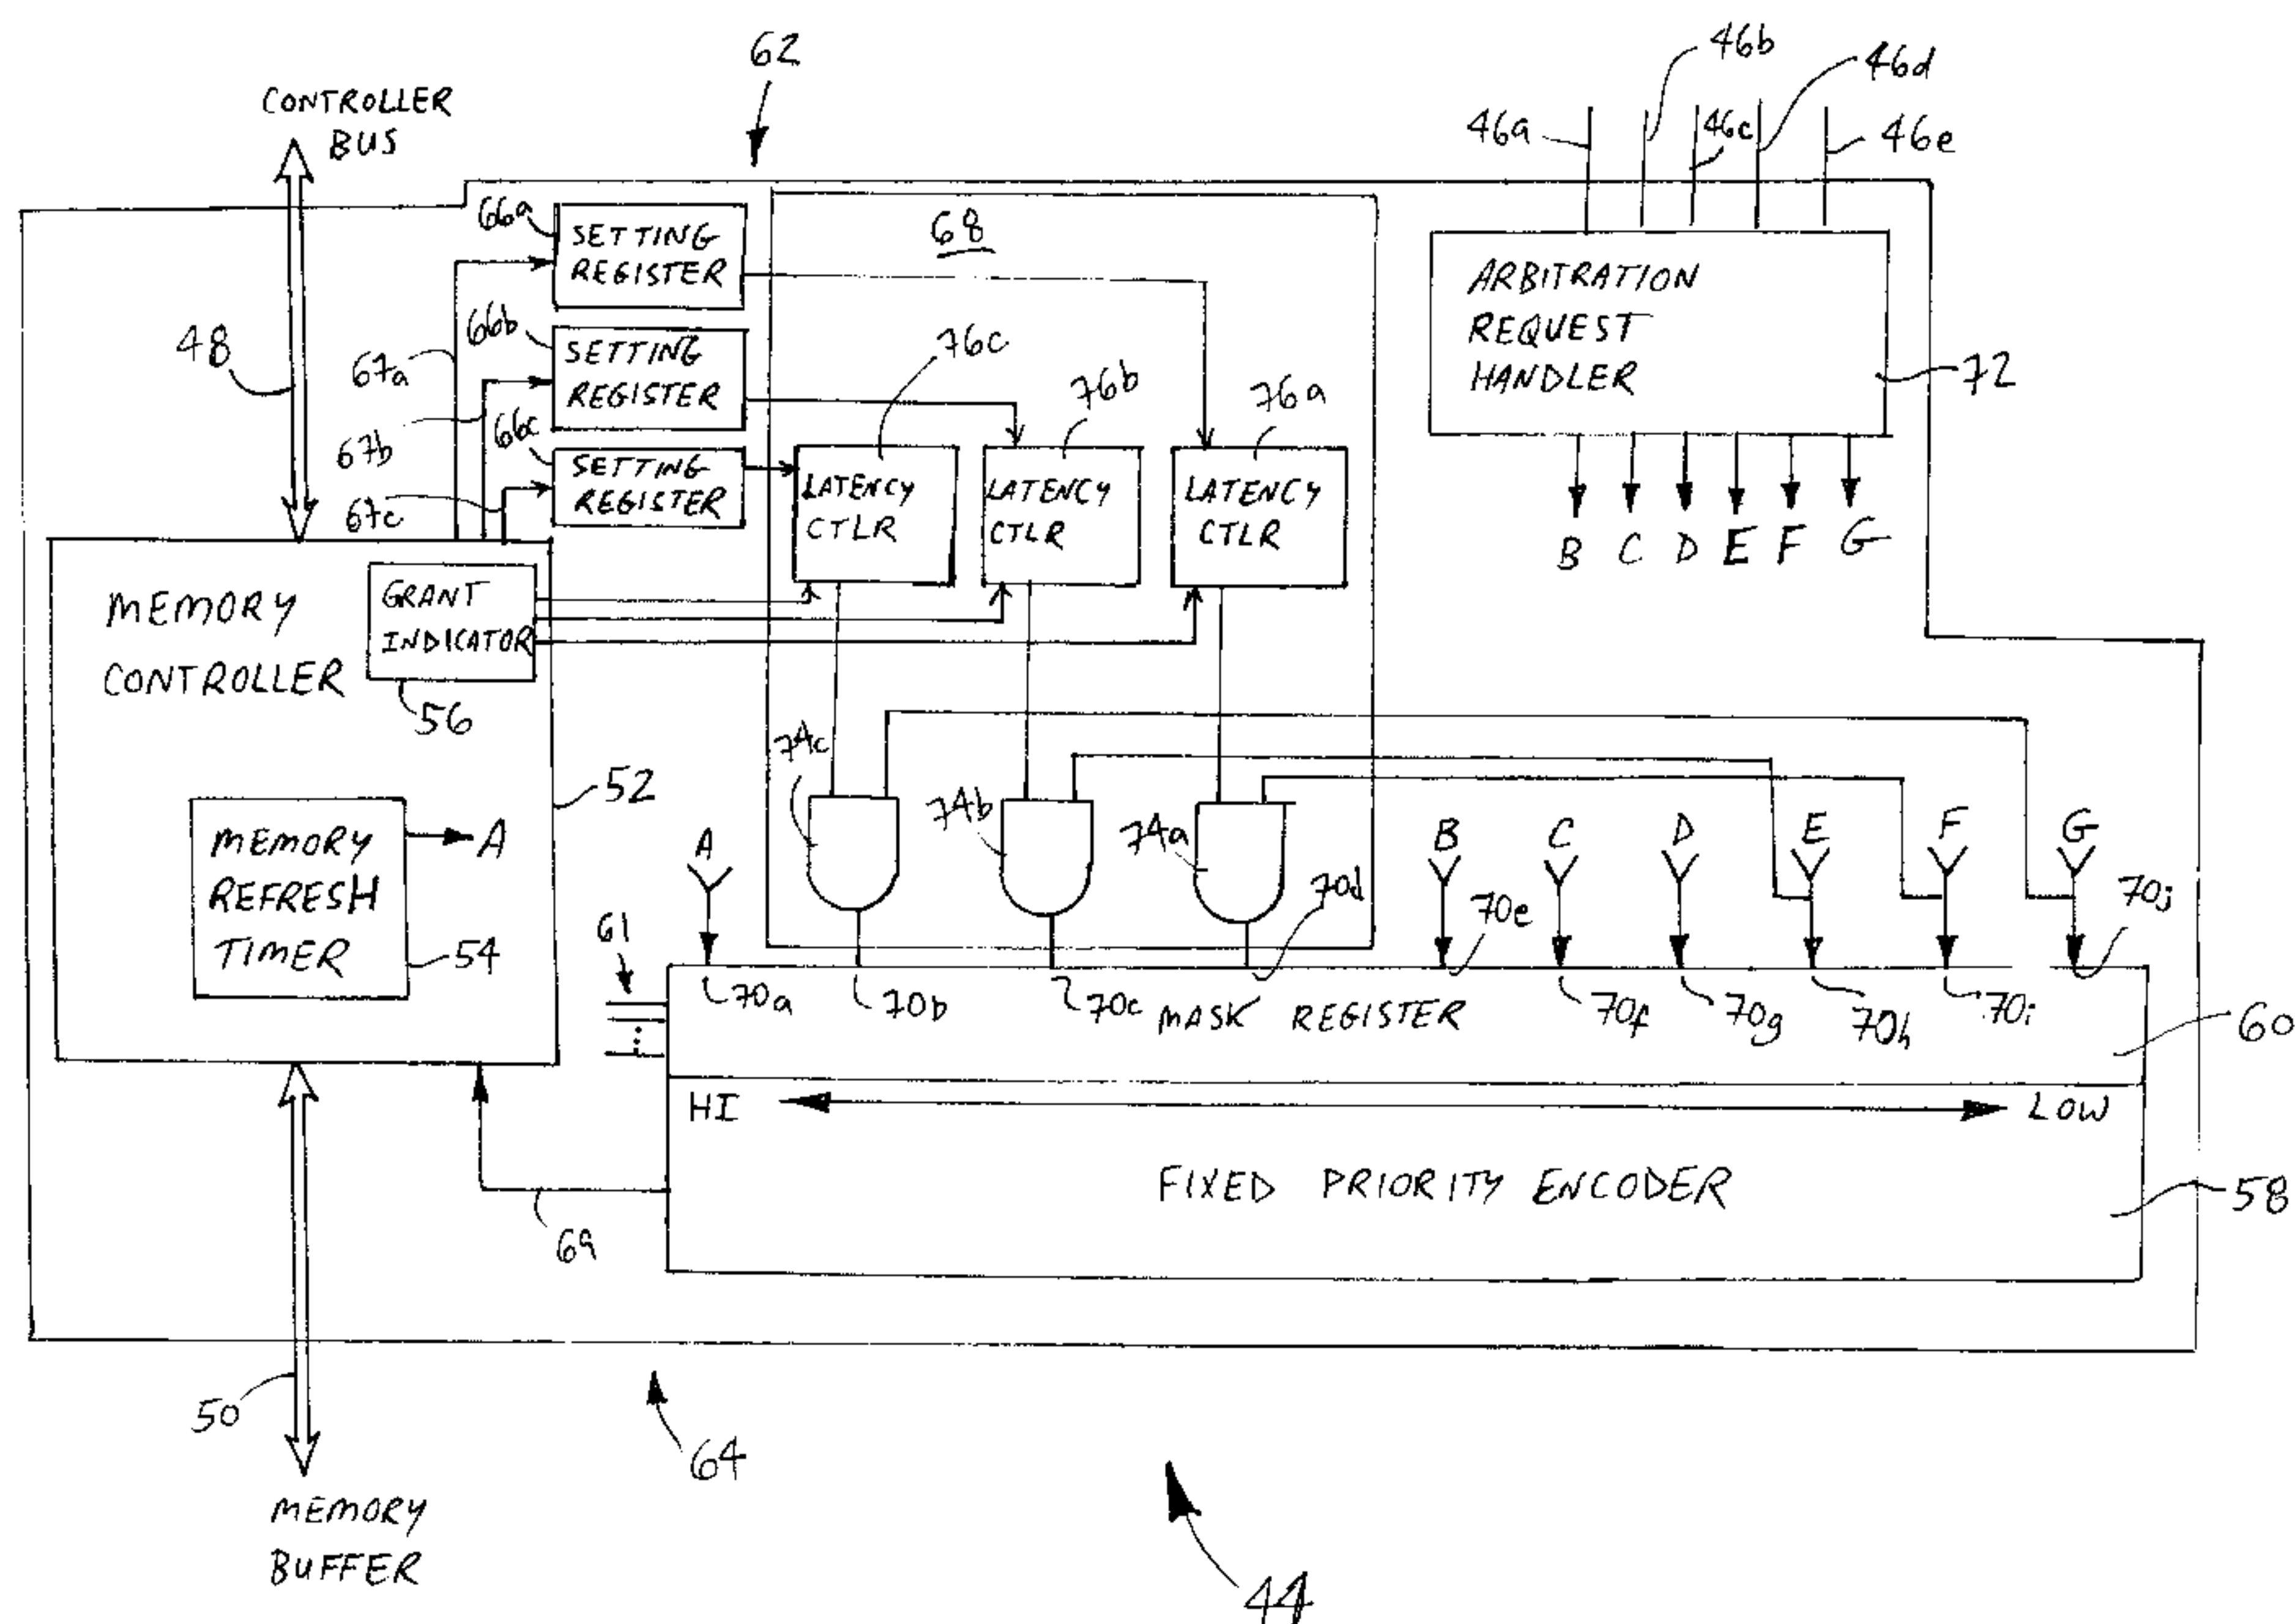 62
46b
46d
CONTROLLER
BUS
46a
46c
46e
66a
SETTING
REGISTER
68
ARBITRATION
REQUEST
HANDLER
72
48
67a
66b
SETTING
REGISTER
76c
76b
76a
67b
66c
SETTING
REGISTER
67c
LATENCY
CTLR
LATENCY
CTLR
LATENCY
CTLR
B C D E F G
MEMORY
CONTROLLER
GRANT
INDICATOR
56
74c
74b
74a
52
MEMORY
REFRESH
TIMER
A
54
A
B
C
D
E
F
G
70d
70e
70j
61
70a
70b
70c
MASK REGISTER
70f
70g
70h
70i
60
HI
LOW
FIXED PRIORITY ENCODER
58
69
50
64
MEMORY
BUFFER
44